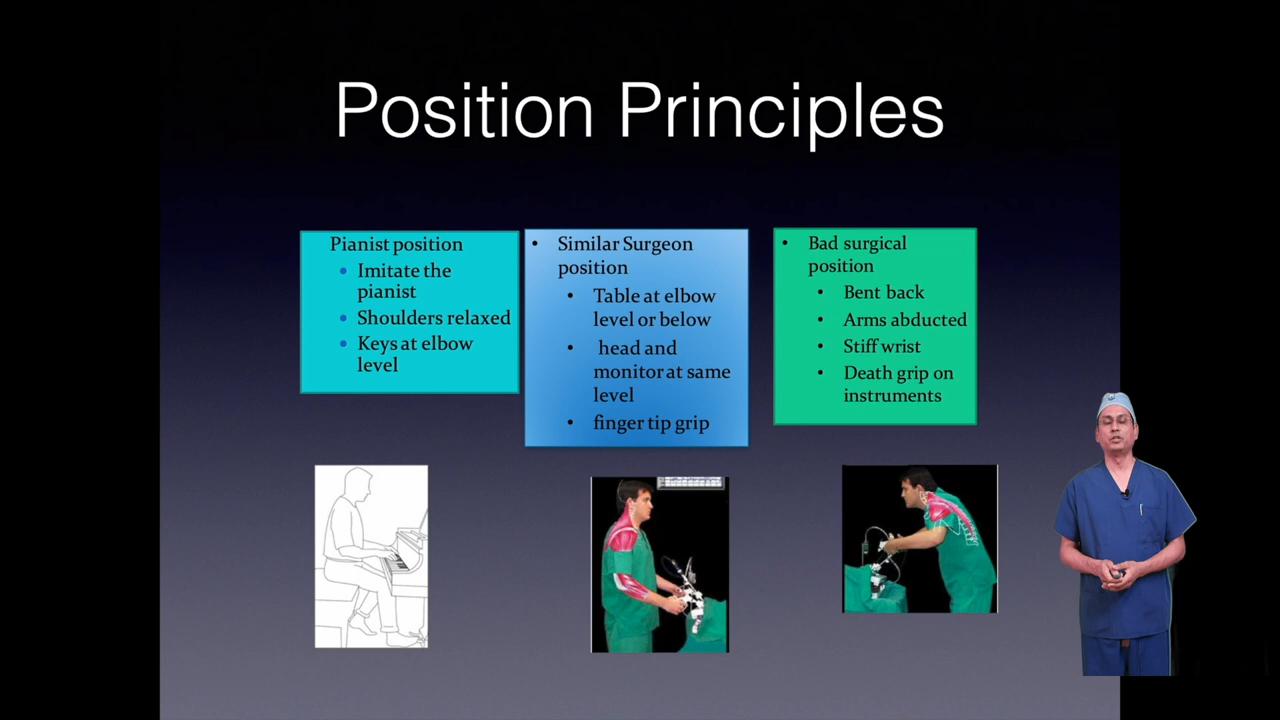 Position Principles
Pianist position
• Imitate the
pianist
• Shoulders relaxed
• Keys at elbow
level
• Similar Surgeon
position
• Table at elbow
level or below
• head and
monitor at same
level
• finger tip grip
• Bad surgical
position
• Bent back
• Arms abducted
• Stiff wrist
• Death grip on
instruments